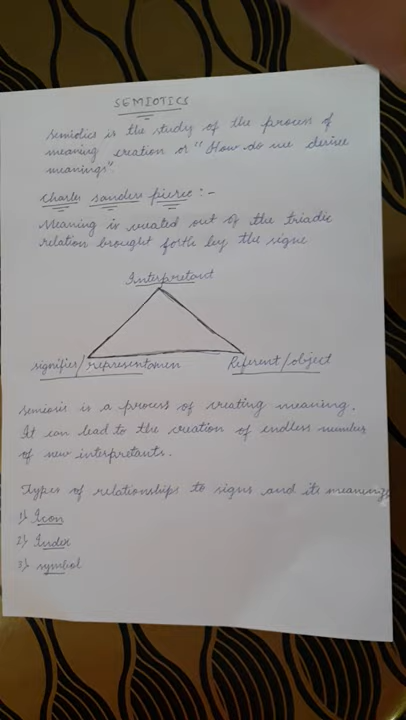 SEMIOTICS
Semiotics is the study of the process of
meaning creation or "How do we derive
meanings".
Charles sanders pierce :-
Meaning is created out of the triadic
relation brought forth by the signe
Interpretant
signifier/representamen
Referent/object
semiosis is a process of creating meaning.
It can lead to the creation of endless number
of new interpretants.
Types of relationships to signs and its meanings
1) Icon
2) Index
3) symbol